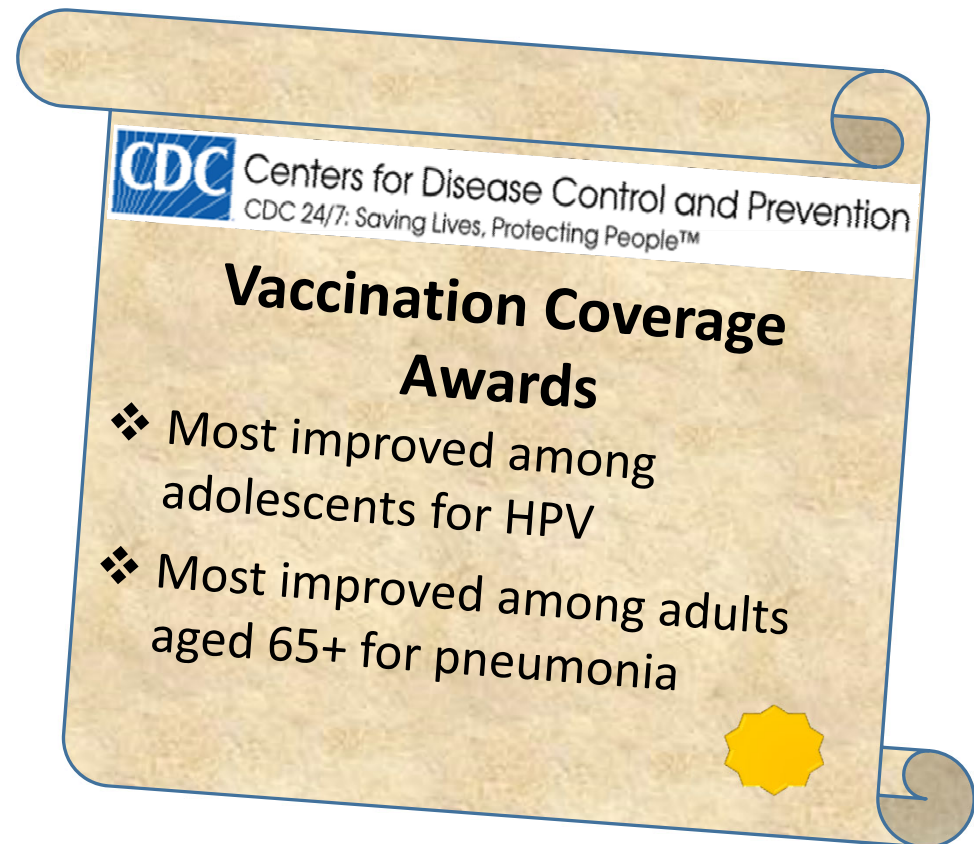 CDC
Centers for Disease Control and Prevention
CDC 24/7: Saving Lives, Protecting People™
Vaccination Coverage
Awards
❖ Most improved among
adolescents for HPV
❖ Most improved among adults
aged 65+ for pneumonia